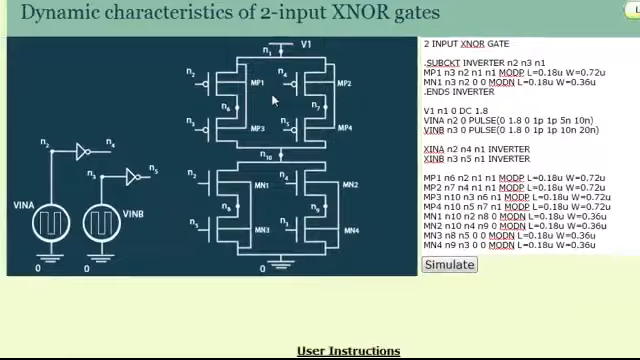 Dynamic characteristics of 2-input XNOR gates
V1
n1
n2
MP1
n4
MP2
n6
n7
n3
MP3
n5
MP4
n10
n2
MN1
n4
MN2
n8
n9
MN3
n3
MN4
0
n2
n4
n3
n5
VINA
VINB
0
0
2 INPUT XNOR GATE
.SUBCKT INVERTER n2 n3 n1
MP1 n3 n2 n1 n1 MODP L=0.18u W=0.72u
MN1 n3 n2 0 0 MODN L=0.18u W=0.36u
.ENDS INVERTER
V1 n1 0 DC 1.8
VINA n2 0 PULSE(0 1.8 0 1p 1p 5n 10n)
VINB n3 0 PULSE(0 1.8 0 1p 1p 10n 20n)
XINA n2 n4 n1 INVERTER
XINB n3 n5 n1 INVERTER
MP1 n6 n2 n1 n1 MODP L=0.18u W=0.72u
MP2 n7 n4 n1 n1 MODP L=0.18u W=0.72u
MP3 n10 n3 n6 n1 MODP L=0.18u W=0.72u
MP4 n10 n5 n7 n1 MODP L=0.18u W=0.72u
MN1 n10 n2 n8 0 MODN L=0.18u W=0.36u
MN2 n10 n4 n9 0 MODN L=0.18u W=0.36u
MN3 n8 n5 0 0 MODN L=0.18u W=0.36u
MN4 n9 n3 0 0 MODN L=0.18u W=0.36u
Simulate
User Instructions